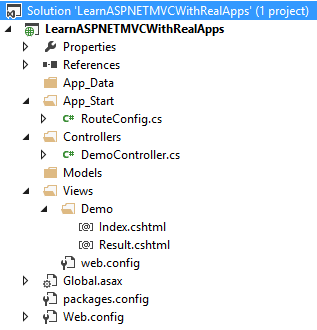 Solution 'LearnASPNETMVCWithRealApps' (1 project)
LearnASPNETMVCWithRealApps
Properties
References
App_Data
App_Start
C# RouteConfig.cs
Controllers
C# DemoController.cs
Models
Views
Demo
[@] Index.cshtml
[@] Result.cshtml
web.config
Global.asax
packages.config
Web.config